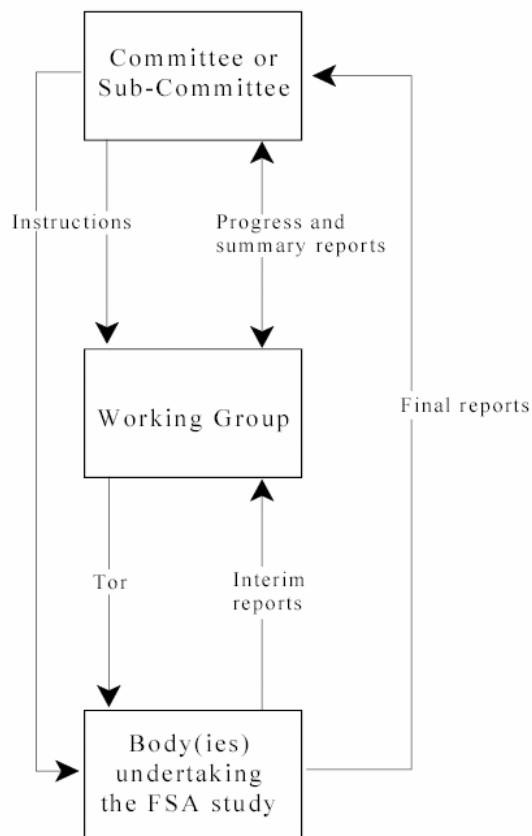 Committee or
Sub-Committee
Instructions
Progress and
summary reports
Working Group
Final reports
Tor
Interim
reports
Body(ies)
undertaking
the FSA study